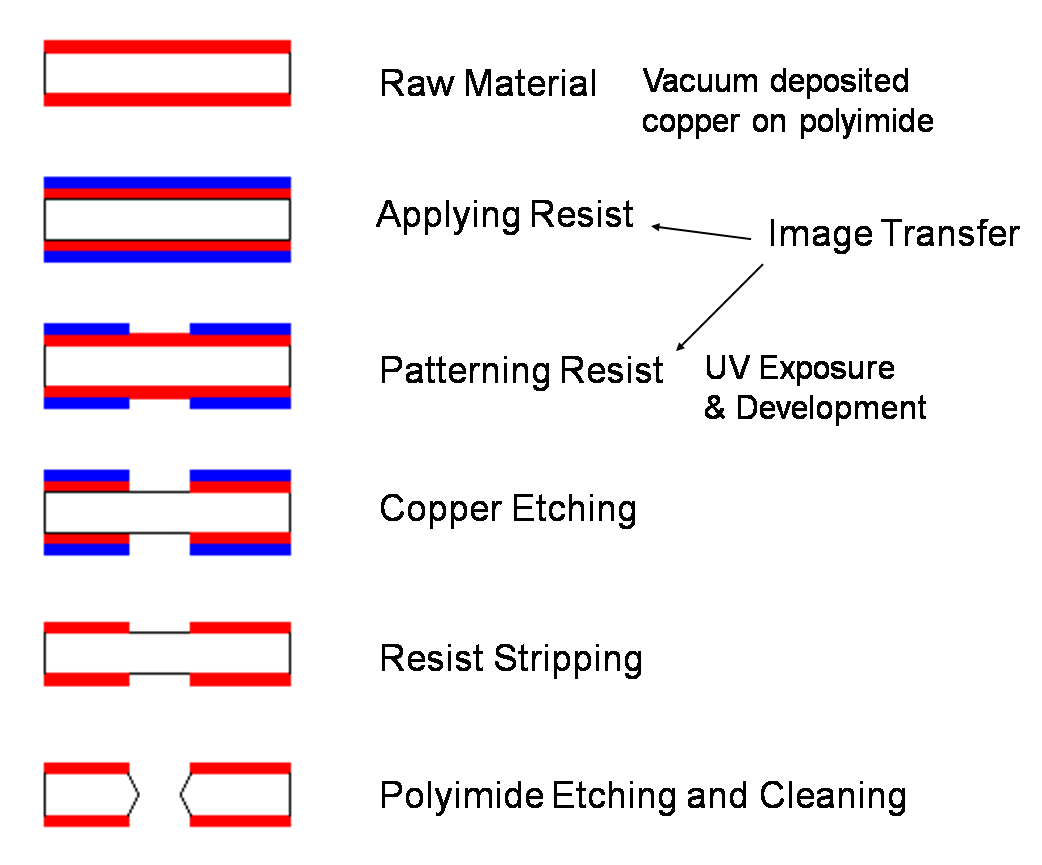 Raw Material
Vacuum deposited
copper on polyimide
Applying Resist
Image Transfer
Patterning Resist
UV Exposure
& Development
Copper Etching
Resist Stripping
Polyimide Etching and Cleaning